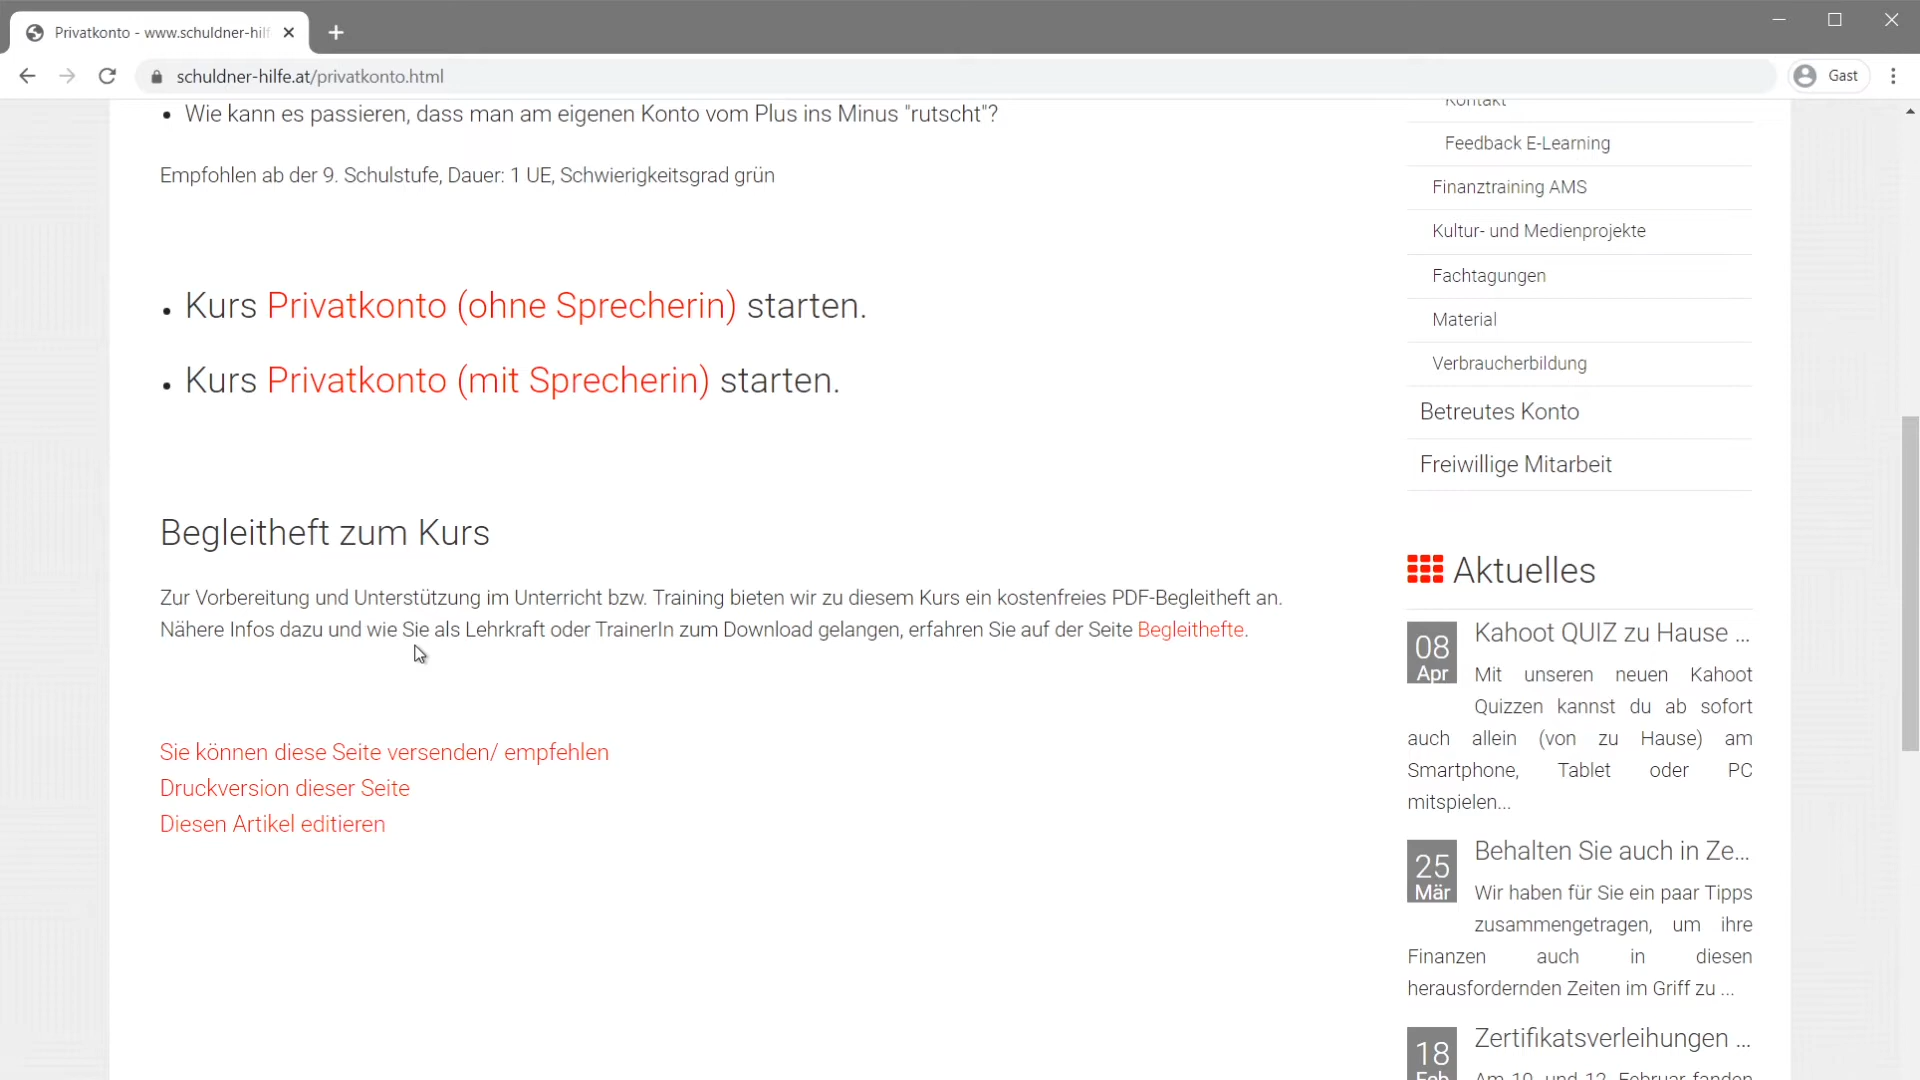 Privatkonto - www.schuldner-hilf
Gast
schuldner-hilfe.at/privatkonto.html
Wie kann es passieren, dass man am eigenen Konto vom Plus ins Minus "rutscht"?
Empfohlen ab der 9. Schulstufe, Dauer: 1 UE, Schwierigkeitsgrad grün
Kurs Privatkonto (ohne Sprecherin) starten.
Kurs Privatkonto (mit Sprecherin) starten.
Begleitheft zum Kurs
Zur Vorbereitung und Unterstützung im Unterricht bzw. Training bieten wir zu diesem Kurs ein kostenfreies PDF-Begleitheft an.
Nähere Infos dazu und wie Sie als Lehrkraft oder TrainerIn zum Download gelangen, erfahren Sie auf der Seite Begleithefte.
Sie können diese Seite versenden/ empfehlen
Druckversion dieser Seite
Diesen Artikel editieren
Kontakt
Feedback E-Learning
Finanztraining AMS
Kultur- und Medienprojekte
Fachtagungen
Material
Verbraucherbildung
Betreutes Konto
Freiwillige Mitarbeit
Aktuelles
08
Apr
Kahoot QUIZ zu Hause ...
Mit unseren neuen Kahoot
Quizzen kannst du ab sofort
auch allein (von zu Hause) am
Smartphone, Tablet oder PC
mitspielen...
25
Mär
Behalten Sie auch in Ze...
Wir haben für Sie ein paar Tipps
zusammengetragen, um ihre
Finanzen auch in diesen
herausfordernden Zeiten im Griff zu ...
18
Feb
Zertifikatsverleihungen ...
Am 10. und 12. Februar fanden